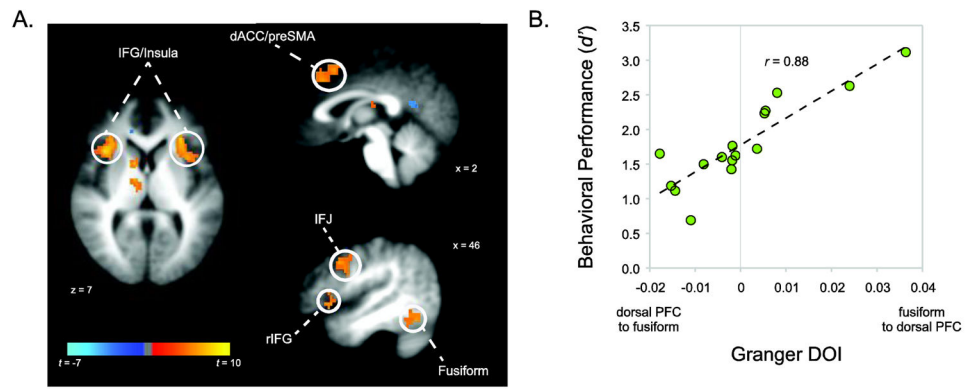 A.
IFG/Insula
dACC/preSMA
x = 2
IFJ
x = 46
z = 7
rIFG
Fusiform
t = -7
t = 10
B.
Behavioral Performance (d')
3.5
3.0
2.5
2.0
1.5
1.0
0.5
0.0
r = 0.88
-0.02 -0.01 0 0.01 0.02 0.03 0.04
dorsal PFC
to fusiform
fusiform
to dorsal PFC
Granger DOI